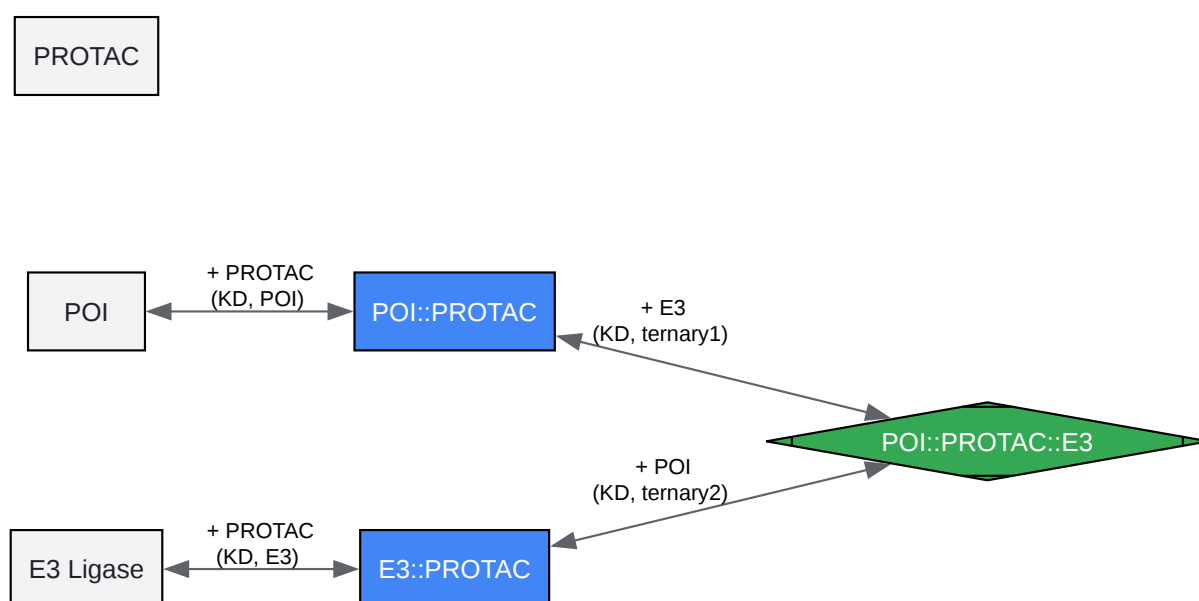 PROTAC
+ PROTAC
(KD, POI)
POI
POI::PROTAC
+ E3
(KD, ternary1)
POI::PROTAC::E3
+ POI
(KD, ternary2)
+ PROTAC
(KD, E3)
E3 Ligase
E3::PROTAC